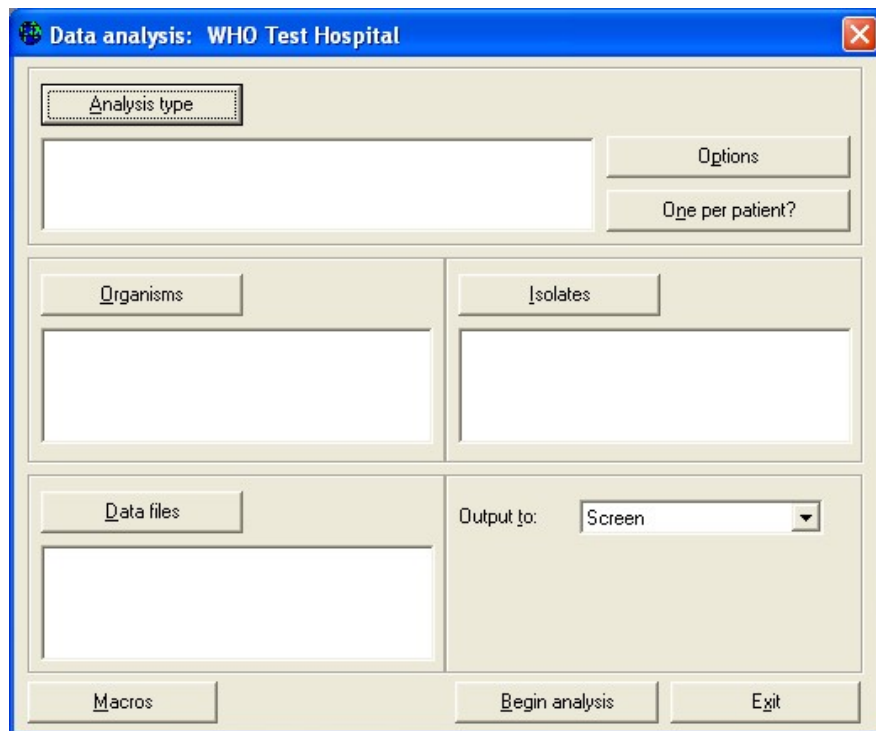 Data analysis: WHO Test Hospital
Analysis type
Options
One per patient?
Organisms
Isolates
Data files
Output to: Screen
Macros
Begin analysis
Exit